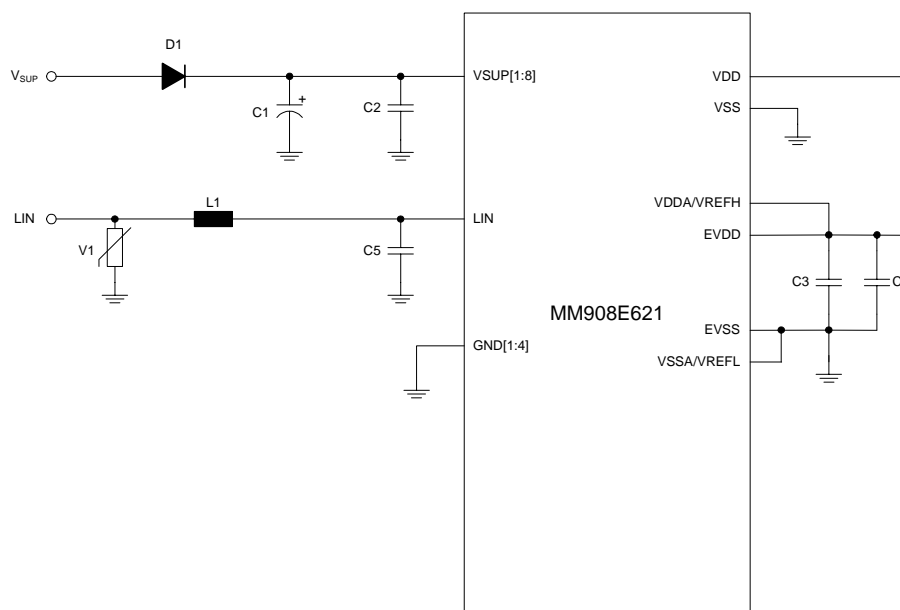 D1
V_SUP
VSUP[1:8]
C1
+
C2
LIN
L1
LIN
V1
C5
GND[1:4]
MM908E621
VDD
VSS
VDDA/VREFH
EVDD
C3
EVSS
VSSA/VREFL